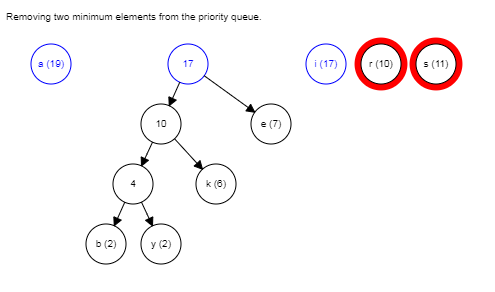 Removing two minimum elements from the priority queue.
a (19)
17
i (17)
r (10)
s (11)
10
e (7)
4
k (6)
b (2)
y (2)